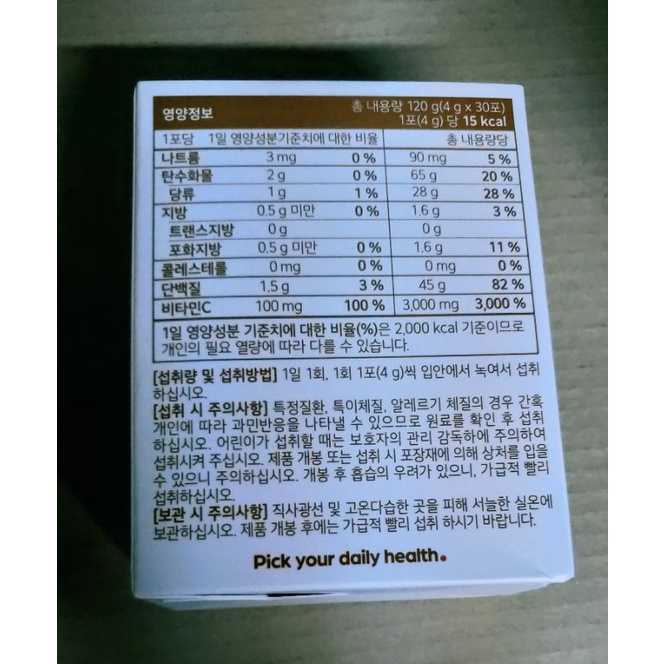 영양정보
총 내용량 120 g(4 g x 30포)
1포(4 g) 당 15 kcal
1포당 1일 영양성분기준치에 대한 비율 총 내용량당
나트륨 3 mg 0 % 90 mg 5 %
탄수화물 2 g 0 % 65 g 20 %
당류 1 g 1 % 28 g 28 %
지방 0.5 g 미만 0 % 1.6 g 3 %
트랜스지방 0 g 0 g
포화지방 0.5 g 미만 0 % 1.6 g 11 %
콜레스테롤 0 mg 0 % 0 mg 0 %
단백질 1.5 g 3 % 45 g 82 %
비타민C 100 mg 100 % 3,000 mg 3,000 %
1일 영양성분 기준치에 대한 비율(%)은 2,000 kcal 기준이므로
개인의 필요 열량에 따라 다를 수 있습니다.
[섭취량 및 섭취방법] 1일 1회, 1회 1포(4 g)씩 입안에서 녹여서 섭취
하십시오.
[섭취 시 주의사항] 특정질환, 특이체질, 알레르기 체질의 경우 간혹
개인에 따라 과민반응을 나타낼 수 있으므로 원료를 확인 후 섭취
하십시오. 어린이가 섭취할 때는 보호자의 관리 감독하에 주의하여
섭취시켜 주십시오. 제품 개봉 또는 섭취 시 포장재에 의해 상처를 입을
수 있으니 주의하십시오. 개봉 후 흡습의 우려가 있으니, 가급적 빨리
섭취하십시오.
[보관 시 주의사항] 직사광선 및 고온다습한 곳을 피해 서늘한 실온에
보관하십시오. 제품 개봉 후에는 가급적 빨리 섭취 하시기 바랍니다.
Pick your daily health.